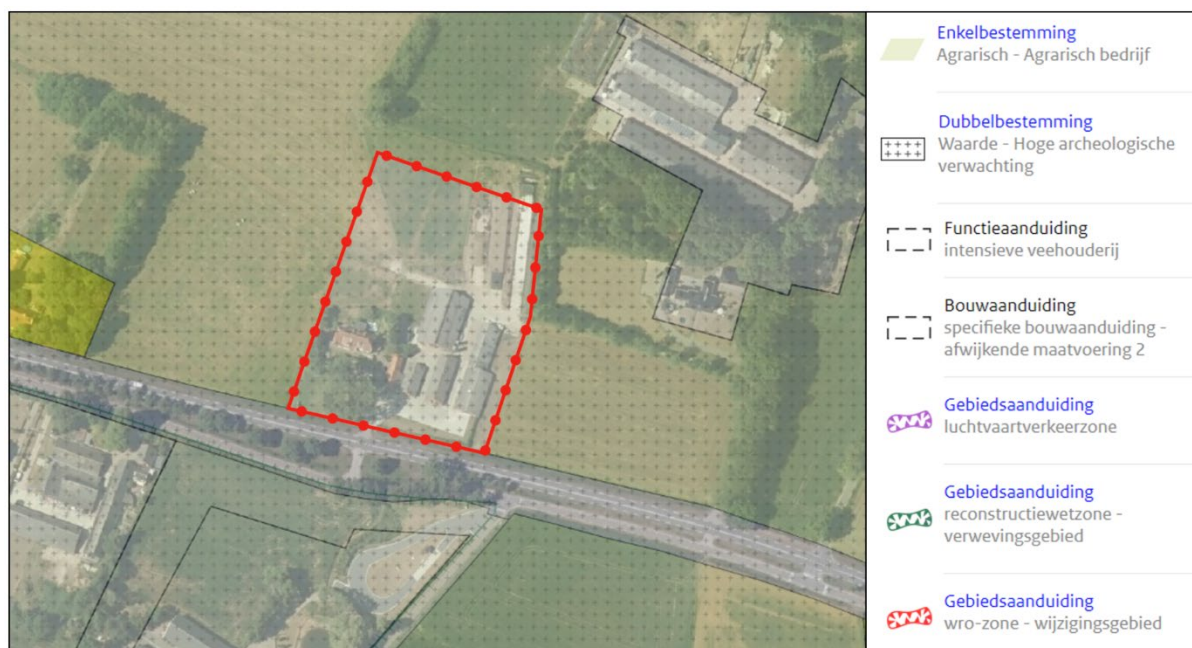 Enkelbestemming
Agrarisch - Agrarisch bedrijf
Dubbelbestemming
Waarde - Hoge archeologische
verwachting
Functieaanduiding
intensieve veehouderij
Bouwaanduiding
specifieke bouwaanduiding -
afwijkende maatvoering 2
Gebiedsaanduiding
luchtvaartverkeerzone
Gebiedsaanduiding
reconstructiewetzone -
verwevingsgebied
Gebiedsaanduiding
wro-zone - wijzigingsgebied